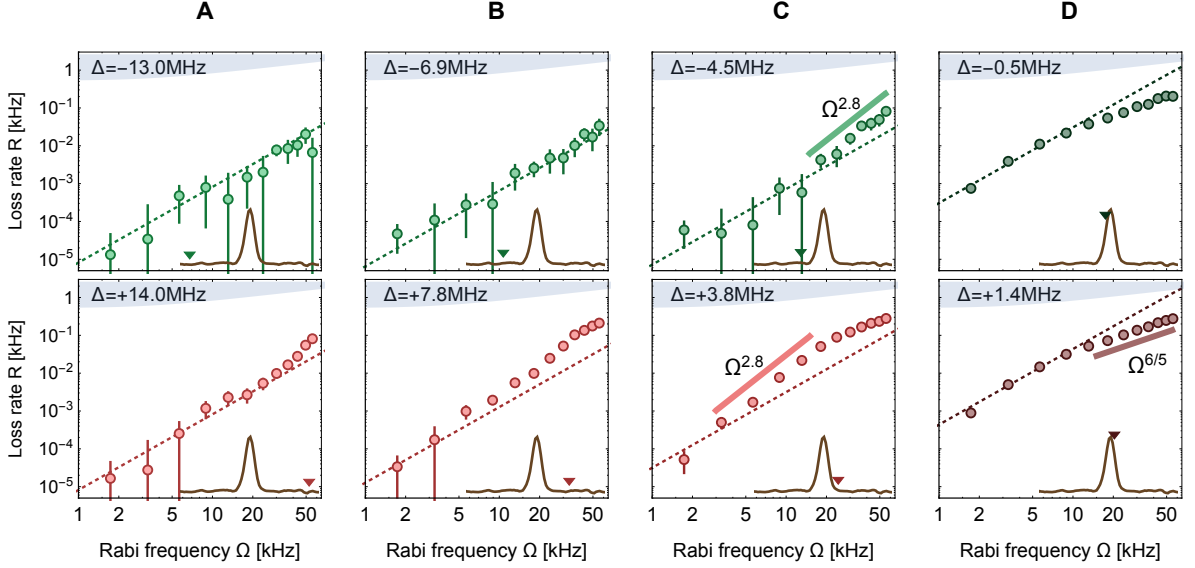 A B C D
Δ=−13.0MHz Δ=−6.9MHz Δ=−4.5MHz Δ=−0.5MHz
Loss rate R [kHz]
1
10⁻¹
10⁻²
10⁻³
10⁻⁴
10⁻⁵
Ω²·⁸
Δ=+14.0MHz Δ=+7.8MHz Δ=+3.8MHz Δ=+1.4MHz
Loss rate R [kHz]
1
10⁻¹
10⁻²
10⁻³
10⁻⁴
10⁻⁵
Ω²·⁸
Ω⁶ᐟ⁵
1 2 5 10 20 50 1 2 5 10 20 50 1 2 5 10 20 50 1 2 5 10 20 50
Rabi frequency Ω [kHz] Rabi frequency Ω [kHz] Rabi frequency Ω [kHz] Rabi frequency Ω [kHz]